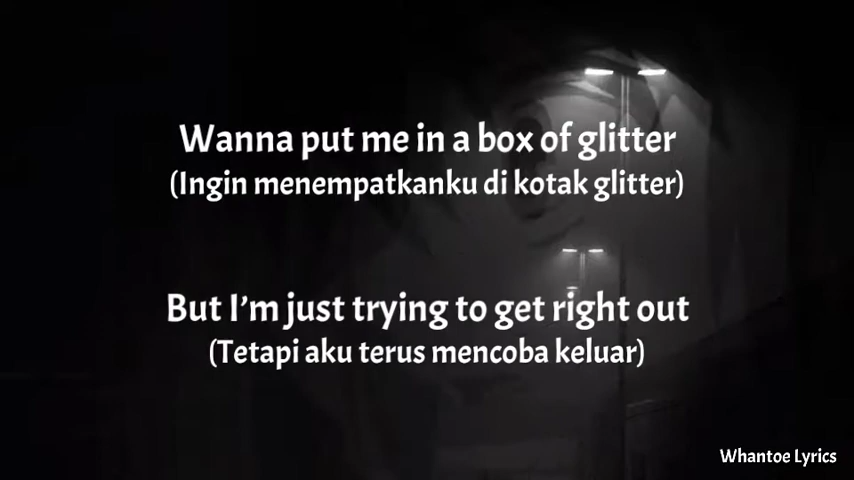 Wanna put me in a box of glitter
(Ingin menempatkanku di kotak glitter)
But I'm just trying to get right out
(Tetapi aku terus mencoba keluar)
Whantoe Lyrics